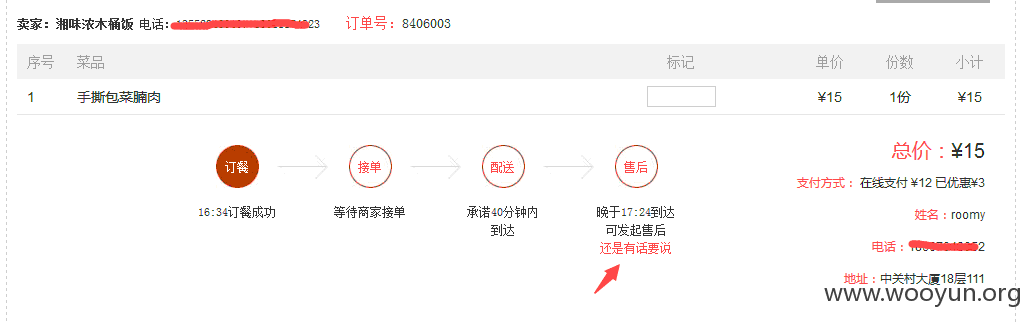 卖家：湘味浓木桶饭 电话： 订单号：8406003
序号 菜品 标记 单价 份数 小计
1 手撕包菜腩肉 ¥15 1份 ¥15
总价：¥15
订餐 接单 配送 售后
支付方式： 在线支付 ¥12 已优惠¥3
16:34订餐成功 等待商家接单 承诺40分钟内到达 晚于17:24到达
可发起售后
还是有话要说
姓名：roomy
电话：
地址：中关村大厦18层111
www.wooyun.org